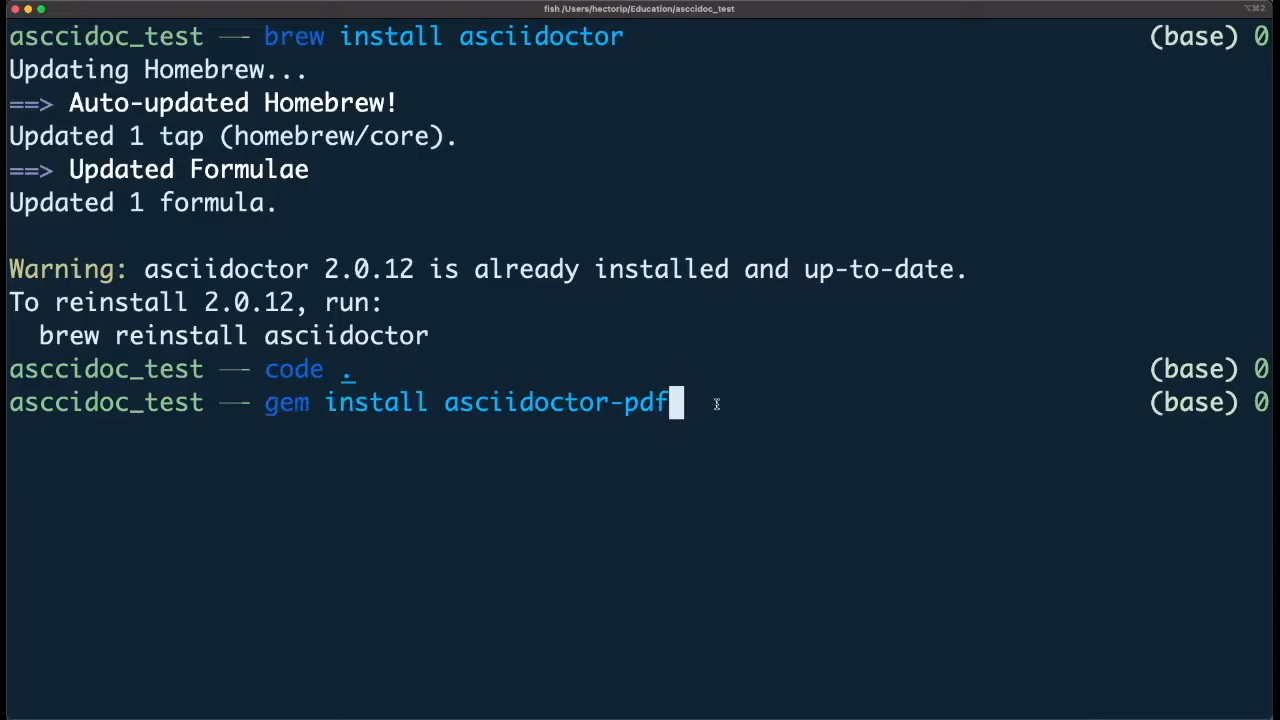 fish /Users/hectorip/Education/asccidoc_test
⌥⌘2
asccidoc_test —— brew install asciidoctor (base) 0
Updating Homebrew...
==> Auto-updated Homebrew!
Updated 1 tap (homebrew/core).
==> Updated Formulae
Updated 1 formula.
Warning: asciidoctor 2.0.12 is already installed and up-to-date.
To reinstall 2.0.12, run:
brew reinstall asciidoctor
asccidoc_test —— code . (base) 0
asccidoc_test —— gem install asciidoctor-pdf (base) 0